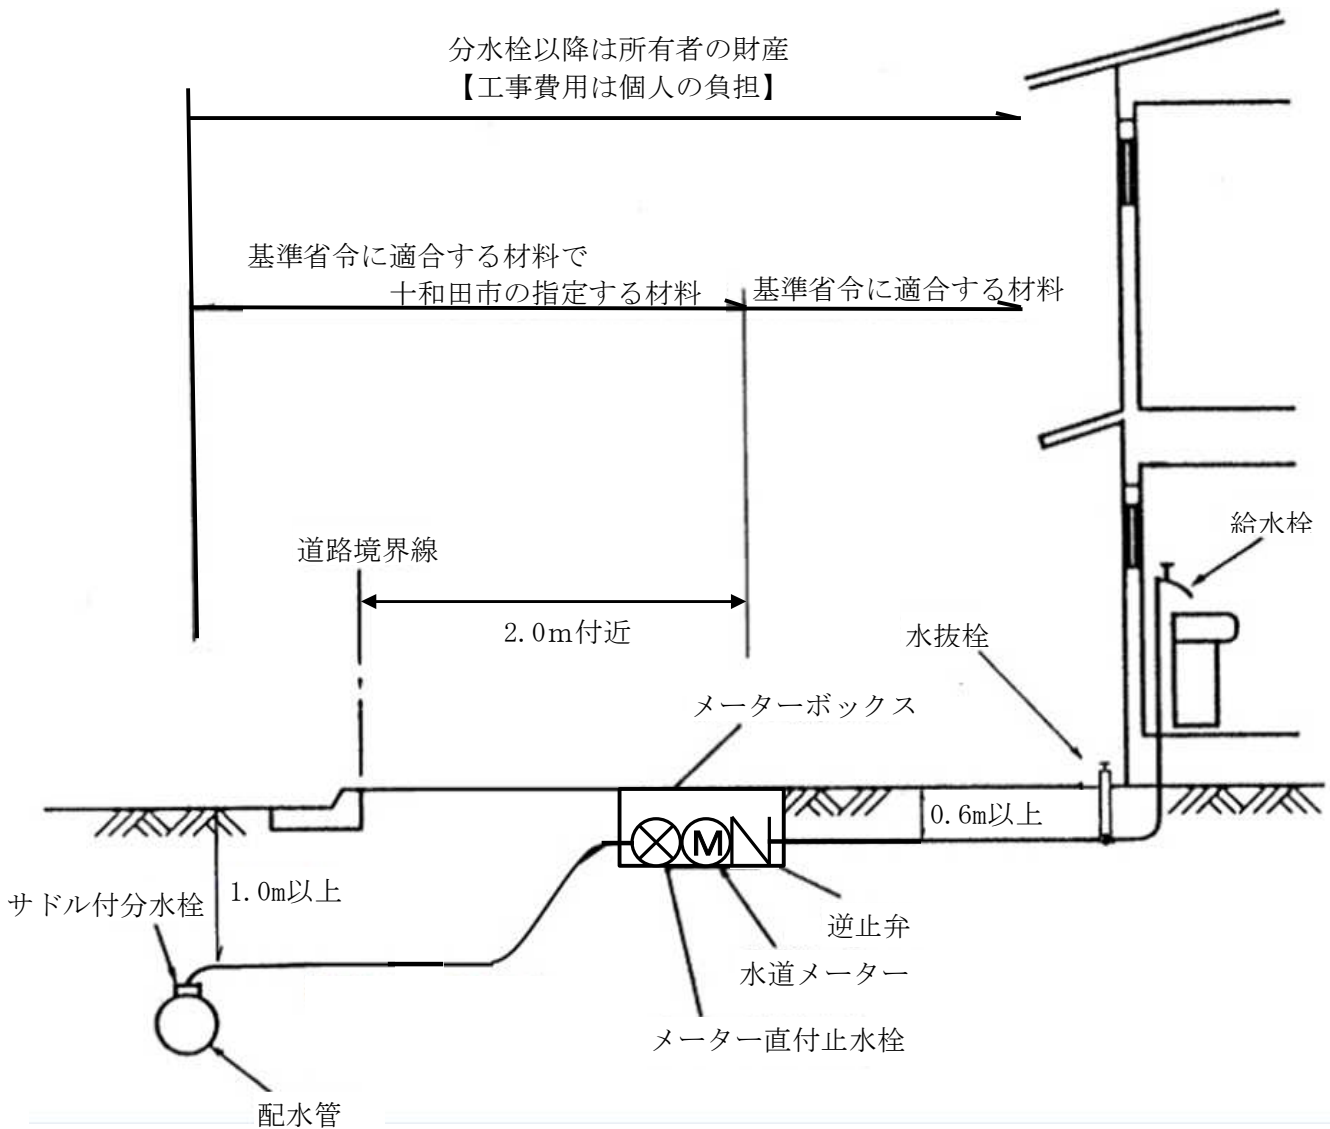 分水栓以降は所有者の財産
【工事費用は個人の負担】
基準省令に適合する材料で
十和田市の指定する材料
基準省令に適合する材料
給水栓
道路境界線
2.0m付近
水抜栓
メーターボックス
0.6m以上
M
1.0m以上
サドル付分水栓
逆止弁
水道メーター
メーター直付止水栓
配水管